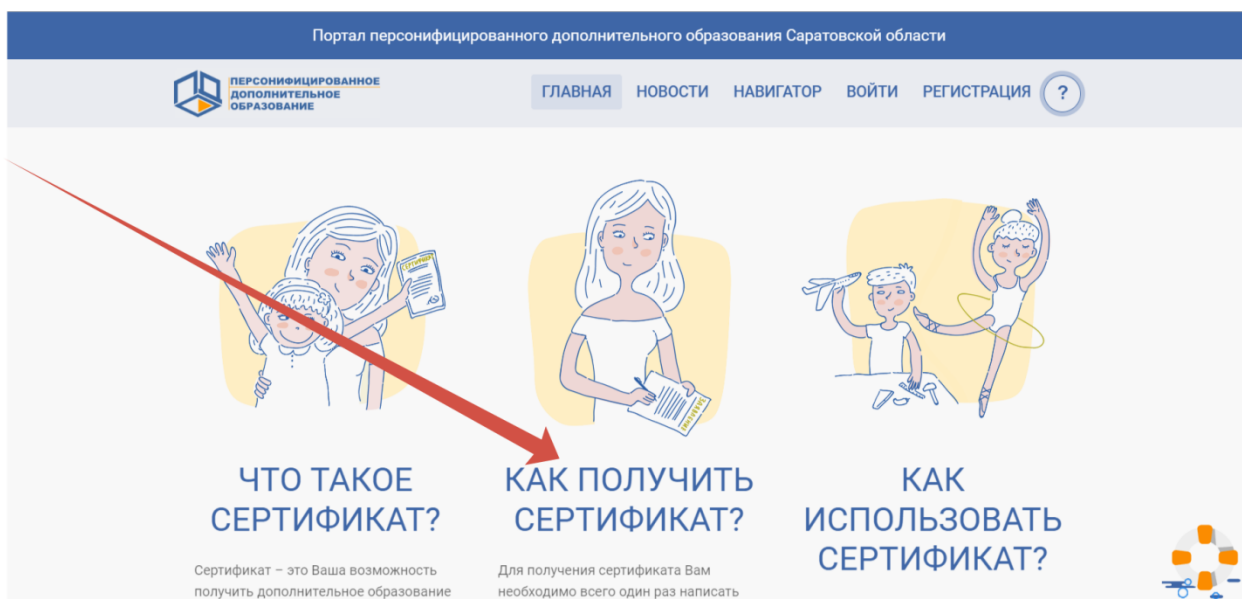 Портал персонифицированного дополнительного образования Саратовской области
ПЕРСОНИФИЦИРОВАННОЕ
ДОПОЛНИТЕЛЬНОЕ
ОБРАЗОВАНИЕ
ГЛАВНАЯ НОВОСТИ НАВИГАТОР ВОЙТИ РЕГИСТРАЦИЯ ?
СЕРТИФИКАТ
ЗАЯВЛЕНИЕ
ЧТО ТАКОЕ
СЕРТИФИКАТ?
Сертификат – это Ваша возможность
получить дополнительное образование
КАК ПОЛУЧИТЬ
СЕРТИФИКАТ?
Для получения сертификата Вам
необходимо всего один раз написать
КАК
ИСПОЛЬЗОВАТЬ
СЕРТИФИКАТ?